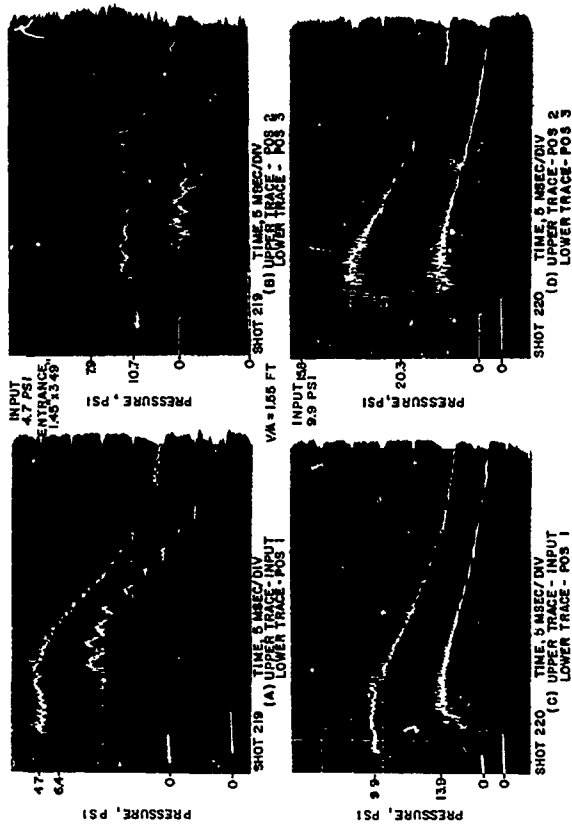 INPUT
4.7 PSI
ENTRANCE,
1.45" x 3.49"
V/A = 1.55 FT
INPUT
9.9 PSI
PRESSURE, PSI
4.7
6.4
0
0
SHOT 219 TIME, 5 MSEC/DIV
(A) UPPER TRACE - INPUT
LOWER TRACE - POS 1
PRESSURE, PSI
7.9
10.7
0
0
SHOT 219 TIME, 5 MSEC/DIV
(B) UPPER TRACE - POS 2
LOWER TRACE - POS 3
PRESSURE, PSI
9.9
13.9
0
0
SHOT 220 TIME, 5 MSEC/DIV
(C) UPPER TRACE - INPUT
LOWER TRACE - POS 1
PRESSURE, PSI
20.3
0
0
SHOT 220 TIME, 5 MSEC/DIV
(D) UPPER TRACE - POS 2
LOWER TRACE - POS 3